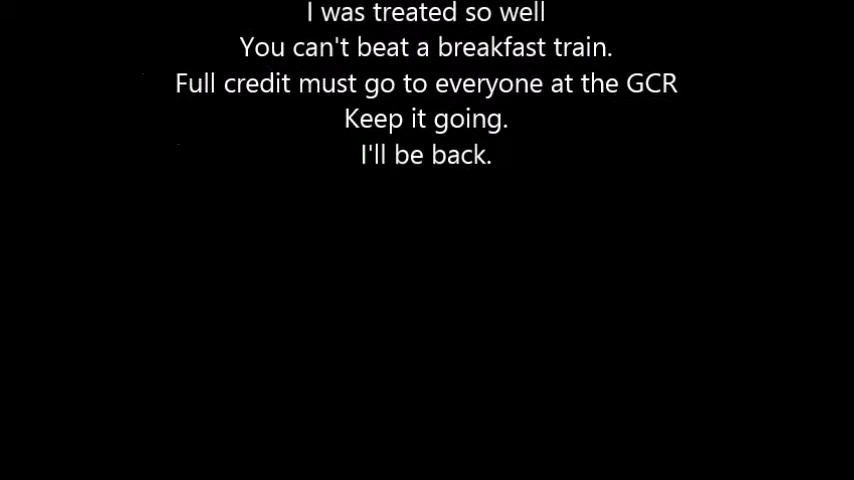 I was treated so well
You can't beat a breakfast train.
Full credit must go to everyone at the GCR
Keep it going.
I'll be back.